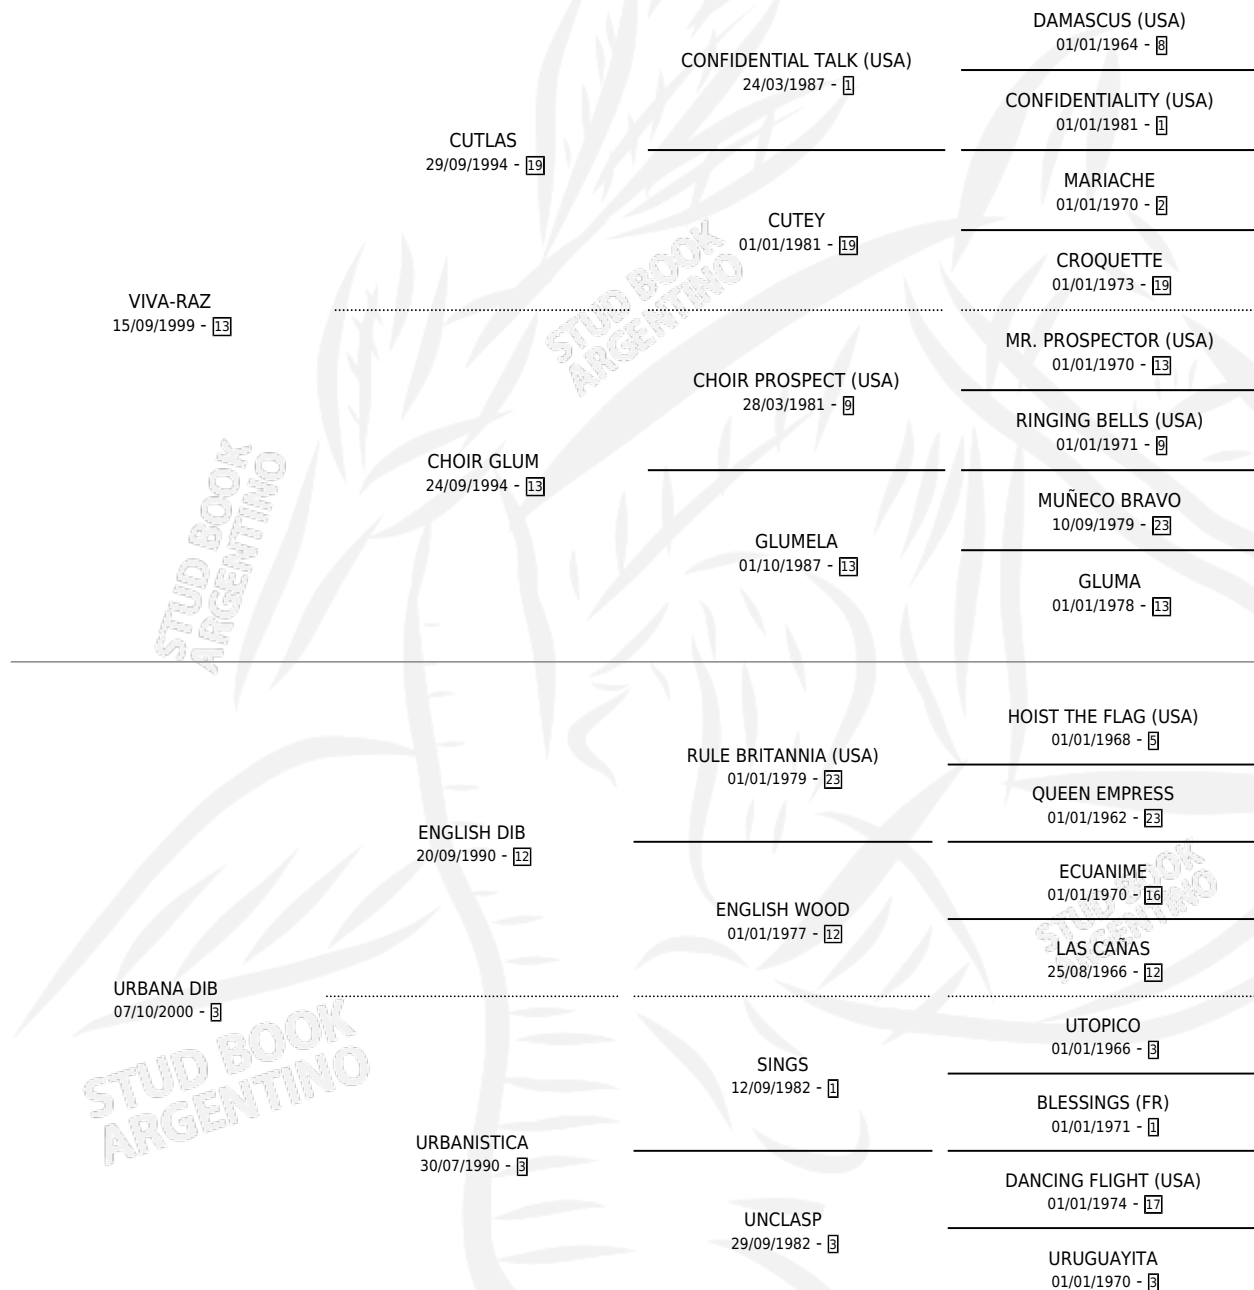 DAMASCUS (USA)
01/01/1964 - 8
CONFIDENTIAL TALK (USA)
24/03/1987 - 1
CONFIDENTIALITY (USA)
01/01/1981 - 1
CUTLAS
29/09/1994 - 19
MARIACHE
01/01/1970 - 2
CUTEY
01/01/1981 - 19
CROQUETTE
01/01/1973 - 19
VIVA-RAZ
15/09/1999 - 13
MR. PROSPECTOR (USA)
01/01/1970 - 13
CHOIR PROSPECT (USA)
28/03/1981 - 9
RINGING BELLS (USA)
01/01/1971 - 9
CHOIR GLUM
24/09/1994 - 13
MUÑECO BRAVO
10/09/1979 - 23
GLUMELA
01/10/1987 - 13
GLUMA
01/01/1978 - 13
STUD BOOK
ARGENTINO
STUD BOOK
ARGENTINO
HOIST THE FLAG (USA)
01/01/1968 - 5
RULE BRITANNIA (USA)
01/01/1979 - 23
QUEEN EMPRESS
01/01/1962 - 23
ENGLISH DIB
20/09/1990 - 12
ECUANIME
01/01/1970 - 16
ENGLISH WOOD
01/01/1977 - 12
LAS CAÑAS
25/08/1966 - 12
URBANA DIB
07/10/2000 - 3
UTOPICO
01/01/1966 - 3
SINGS
12/09/1982 - 1
BLESSINGS (FR)
01/01/1971 - 1
URBANISTICA
30/07/1990 - 3
DANCING FLIGHT (USA)
01/01/1974 - 17
UNCLASP
29/09/1982 - 3
URUGUAYITA
01/01/1970 - 3
STUD BOOK
ARGENTINO
STUD BOOK
ARGENTINO